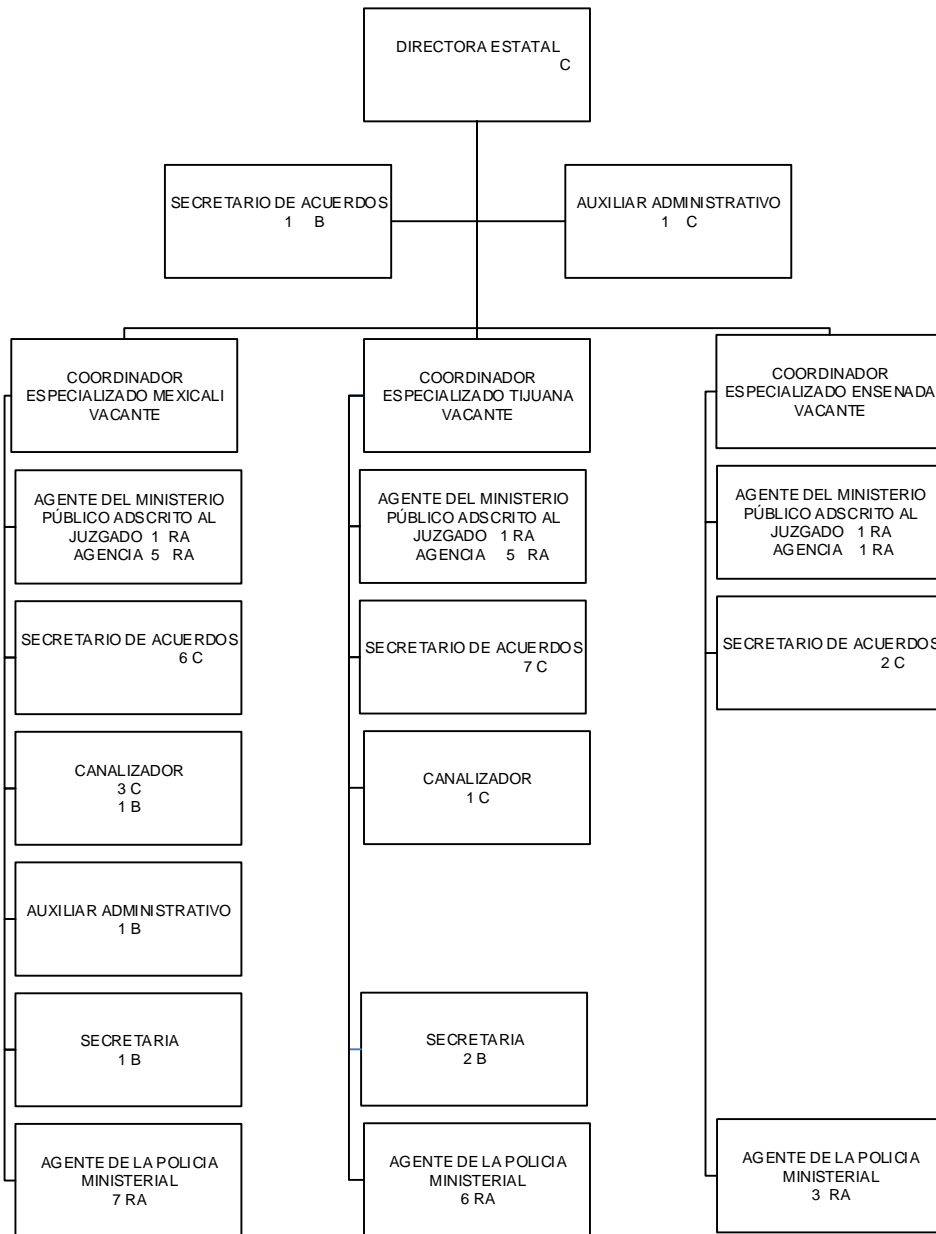 DIRECTORA ESTATAL
C
SECRETARIO DE ACUERDOS
1 B
AUXILIAR ADMINISTRATIVO
1 C
COORDINADOR
ESPECIALIZADO MEXICALI
VACANTE
AGENTE DEL MINISTERIO
PÚBLICO ADSCRITO AL
JUZGADO 1 RA
AGENCIA 5 RA
SECRETARIO DE ACUERDOS
6 C
CANALIZADOR
3 C
1 B
AUXILIAR ADMINISTRATIVO
1 B
SECRETARIA
1 B
AGENTE DE LA POLICIA
MINISTERIAL
7 RA
COORDINADOR
ESPECIALIZADO TIJUANA
VACANTE
AGENTE DEL MINISTERIO
PÚBLICO ADSCRITO AL
JUZGADO 1 RA
AGENCIA 5 RA
SECRETARIO DE ACUERDOS
7 C
CANALIZADOR
1 C
SECRETARIA
2 B
AGENTE DE LA POLICIA
MINISTERIAL
6 RA
COORDINADOR
ESPECIALIZADO ENSENADA
VACANTE
AGENTE DEL MINISTERIO
PÚBLICO ADSCRITO AL
JUZGADO 1 RA
AGENCIA 1 RA
SECRETARIO DE ACUERDOS
2 C
AGENTE DE LA POLICIA
MINISTERIAL
3 RA